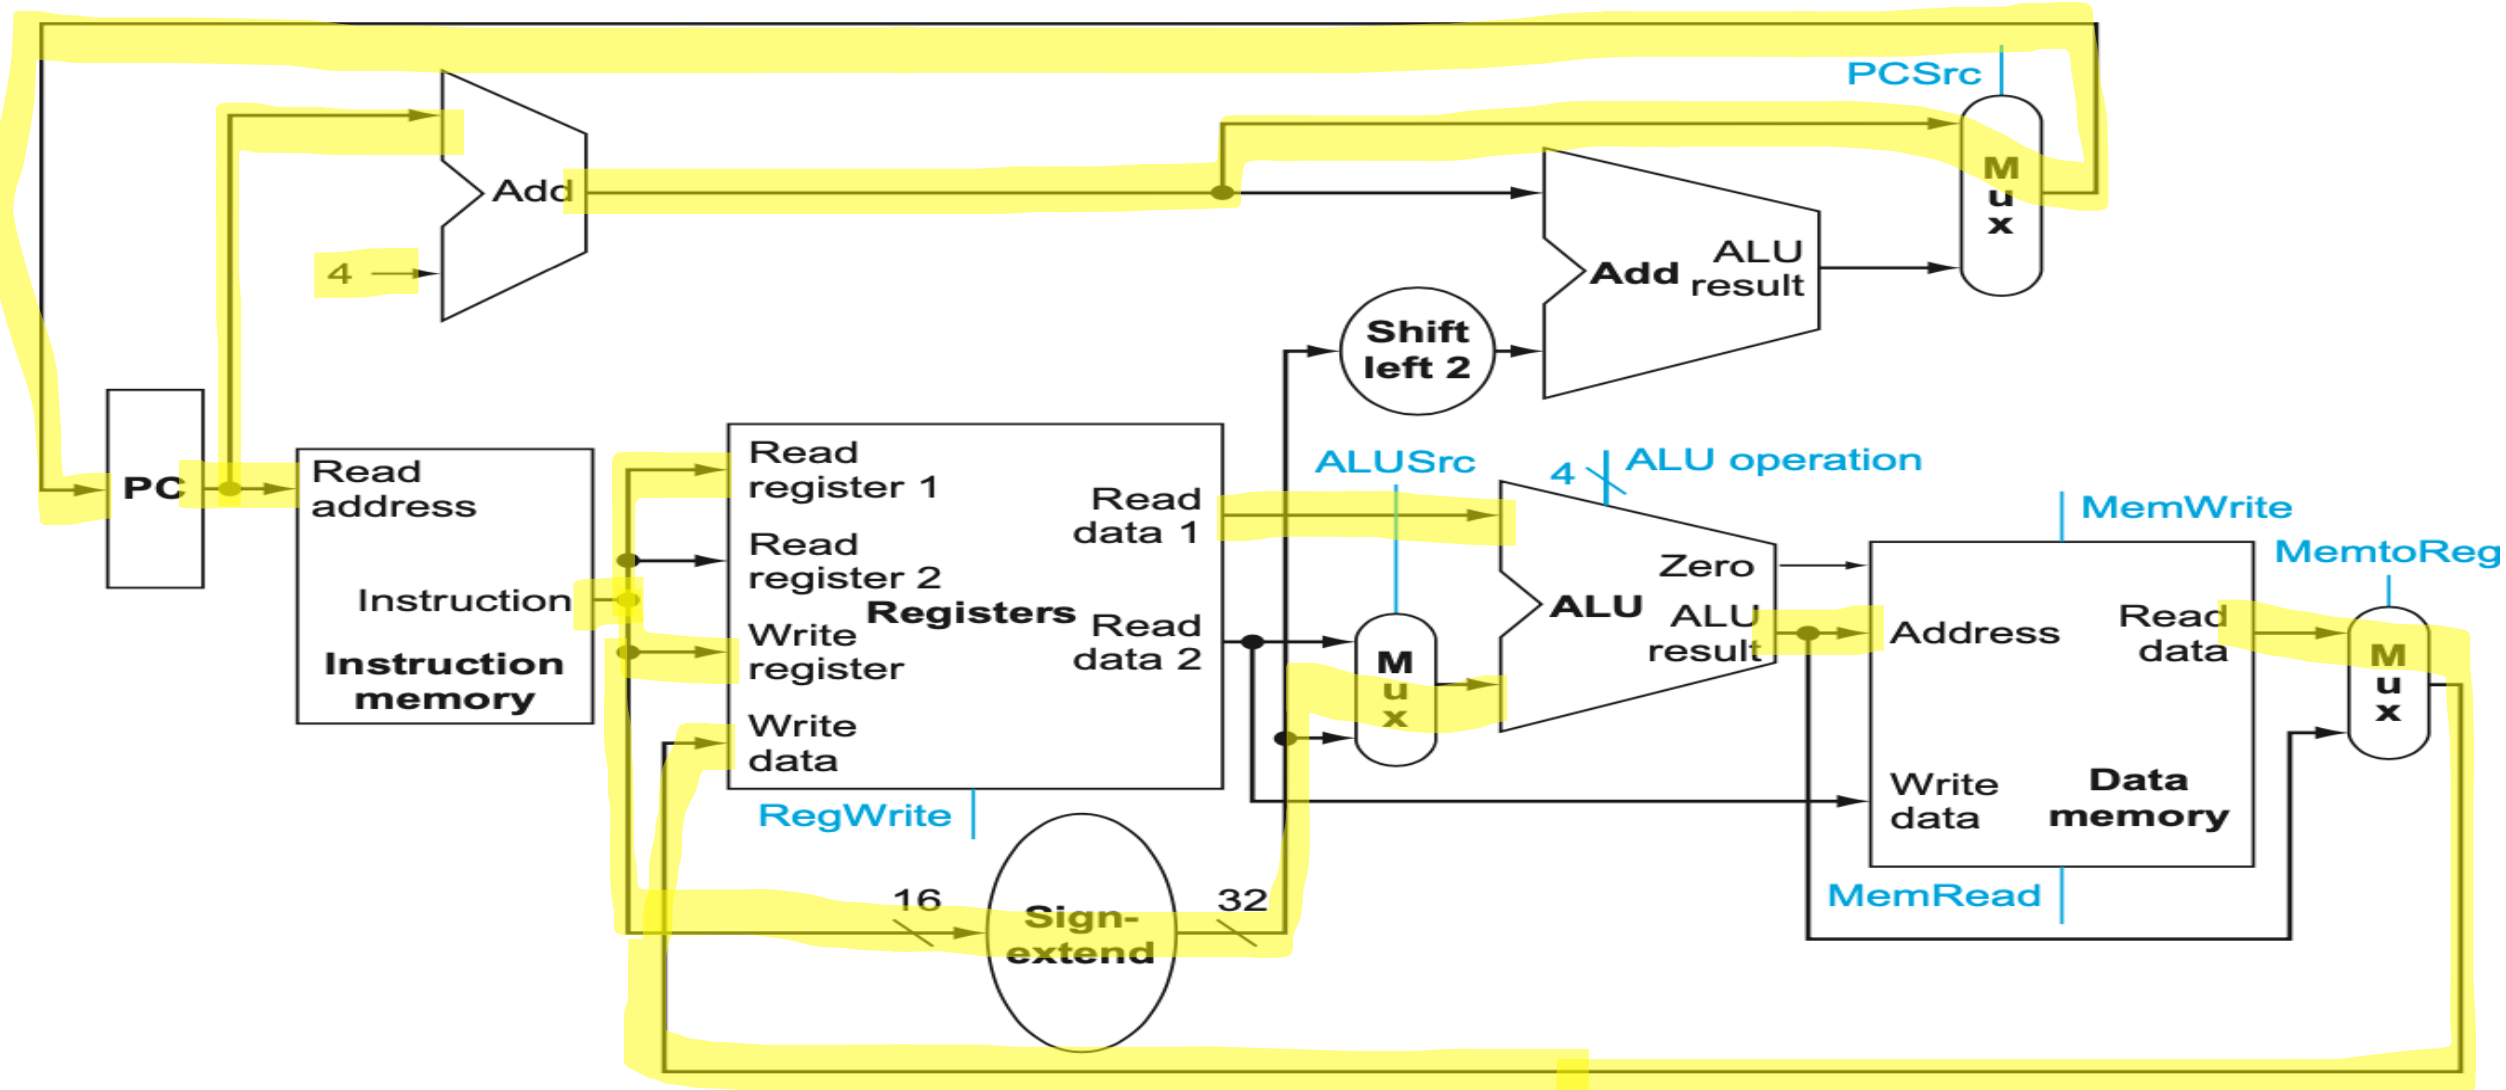 PCSrc
M
u
x
Add
4
ALU
result
Add
Shift
left 2
PC
Read
address
Instruction
Instruction
memory
Read
register 1
Read
register 2
Registers
Write
register
Write
data
Read
data 1
Read
data 2
RegWrite
16
Sign-
extend
32
ALUSrc
M
u
x
4
ALU operation
Zero
ALU
ALU
result
MemWrite
MemtoReg
Address
Read
data
Write
data
Data
memory
MemRead
M
u
x